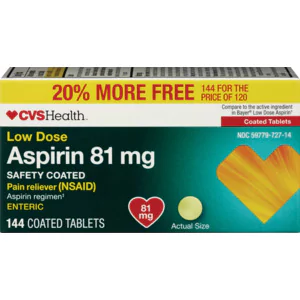 20% MORE FREE
144 FOR THE
PRICE OF 120
CVSHealth.
Compare to the active ingredient
in Bayer® Low Dose Aspirin†
Coated Tablets
NDC 59779-727-14
Low Dose
Aspirin 81 mg
SAFETY COATED
Pain reliever (NSAID)
Aspirin regimen†
ENTERIC
144 COATED TABLETS
81
mg
Actual Size